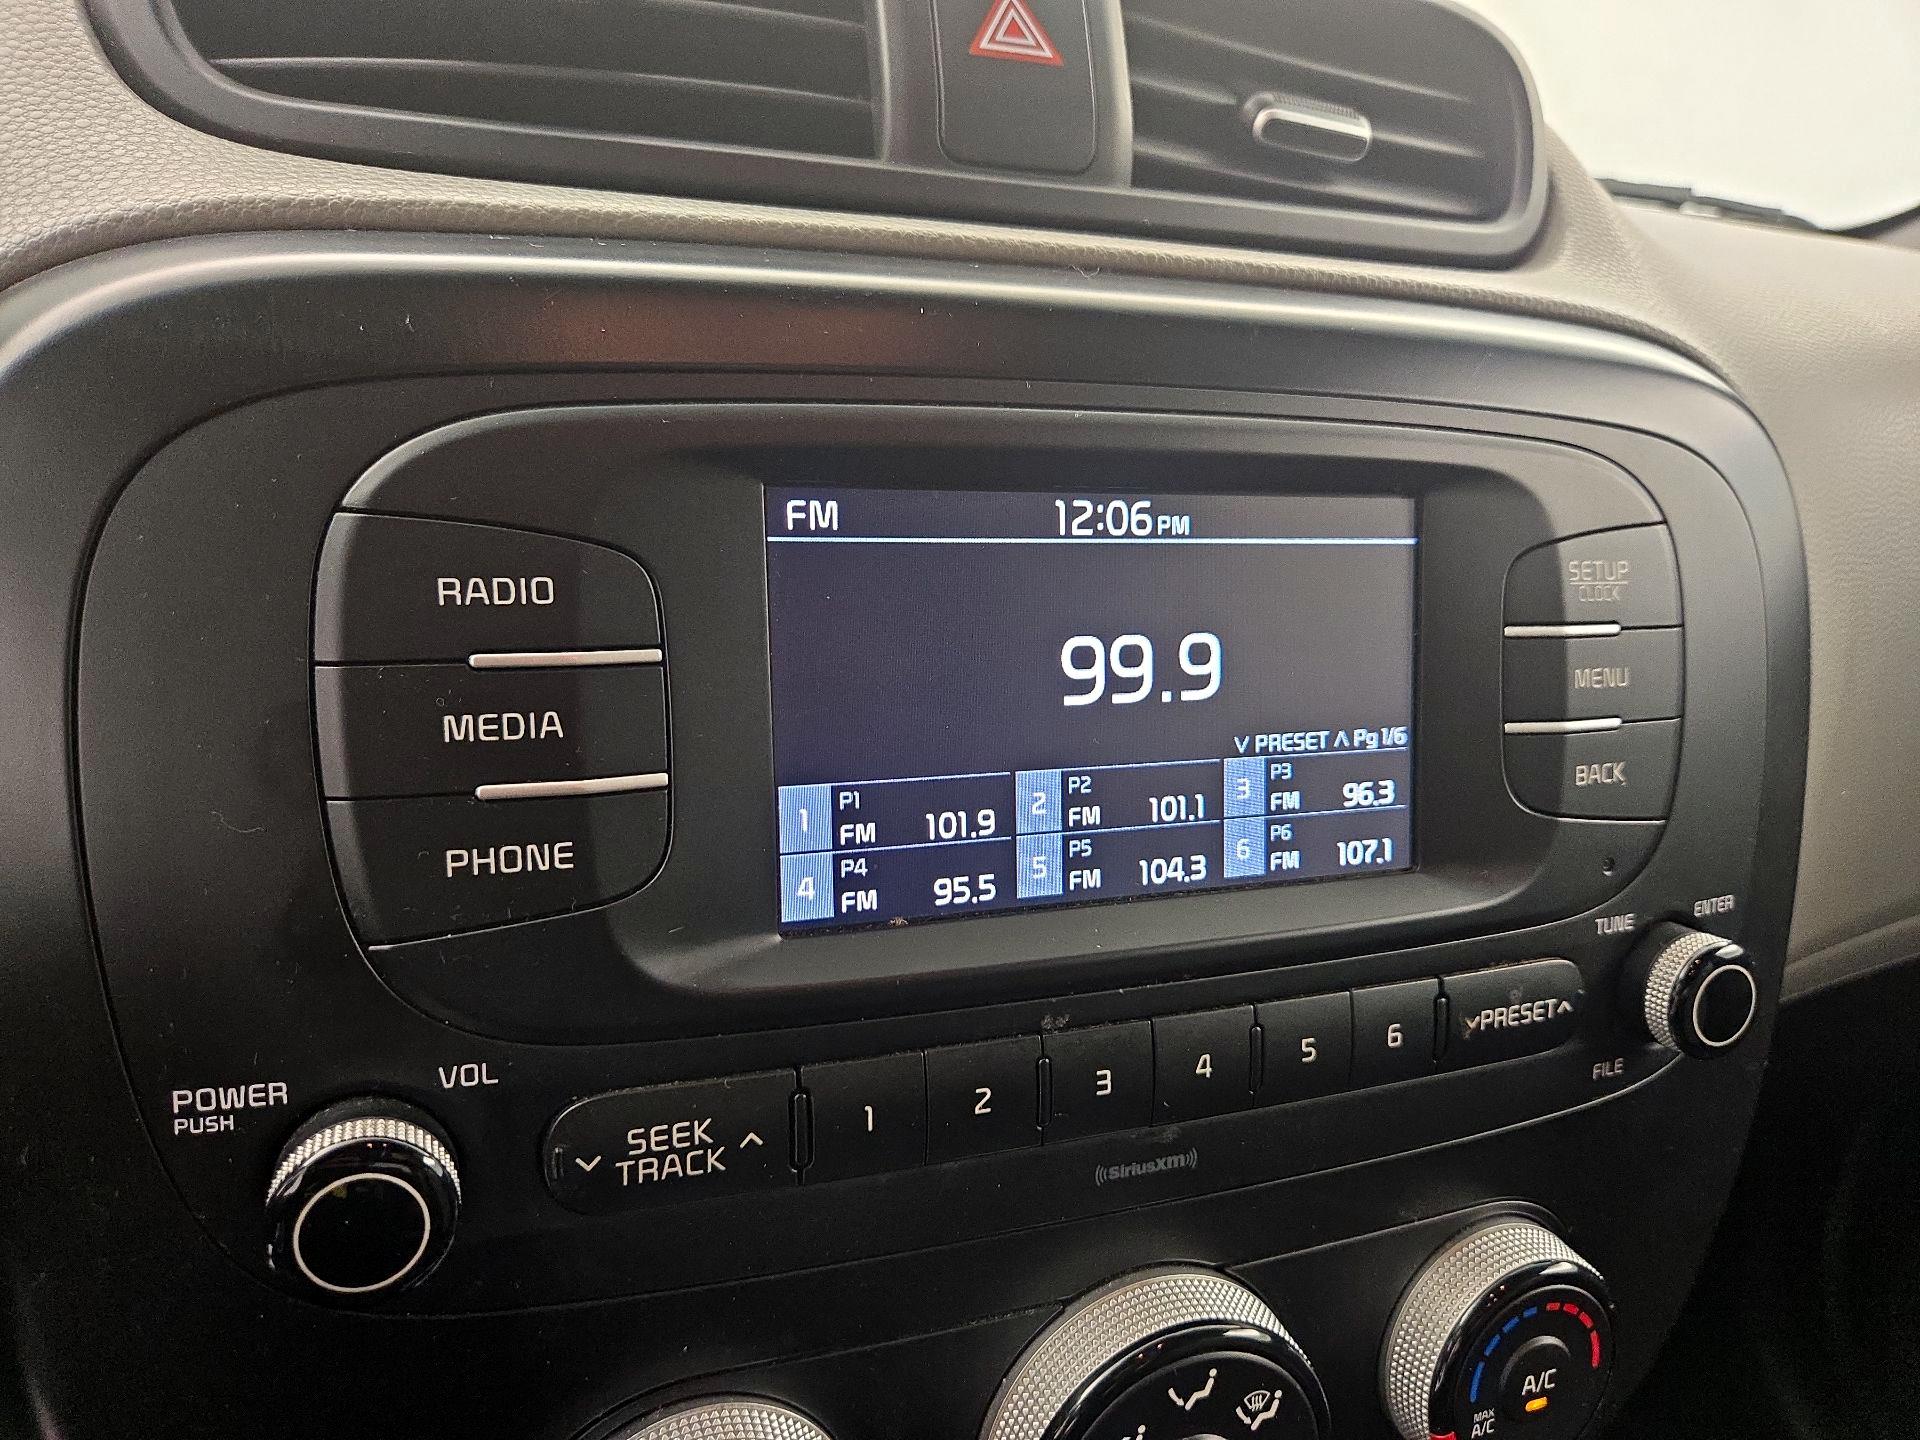 FM 12:06 PM
99.9
∨ PRESET ∧ Pg 1/6
1 P1 FM 101.9
2 P2 FM 101.1
3 P3 FM 96.3
4 P4 FM 95.5
5 P5 FM 104.3
6 P6 FM 107.1
RADIO
MEDIA
PHONE
SETUP
CLOCK
MENU
BACK
TUNE
ENTER
FILE
POWER
PUSH
VOL
∨ SEEK ∧
TRACK
1 2 3 4 5 6
∨PRESET∧
((SiriusXM))
A/C
MAX
A/C